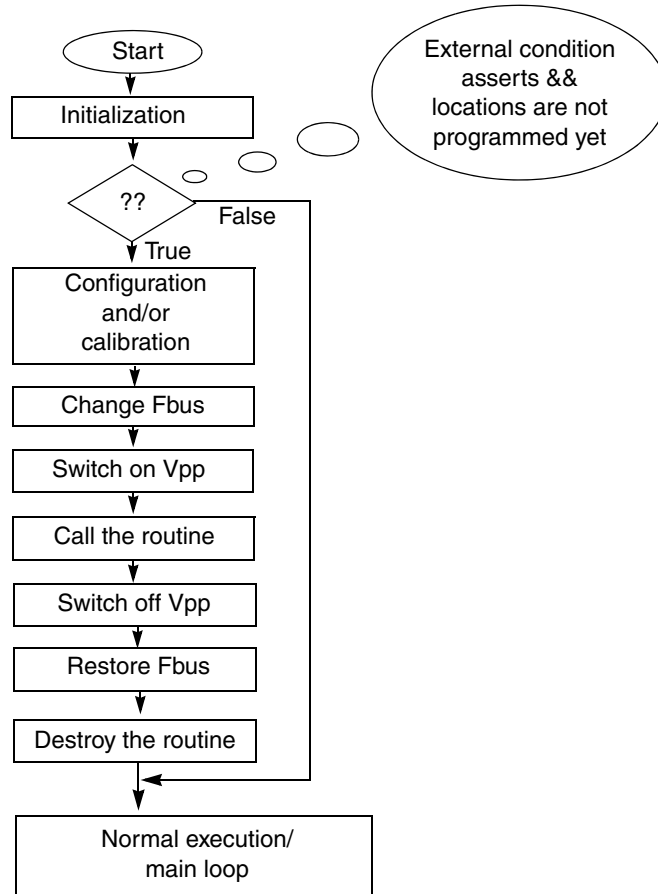 Start
External condition
asserts &&
locations are not
programmed yet
Initialization
??
False
True
Configuration
and/or
calibration
Change Fbus
Switch on Vpp
Call the routine
Switch off Vpp
Restore Fbus
Destroy the routine
Normal execution/
main loop